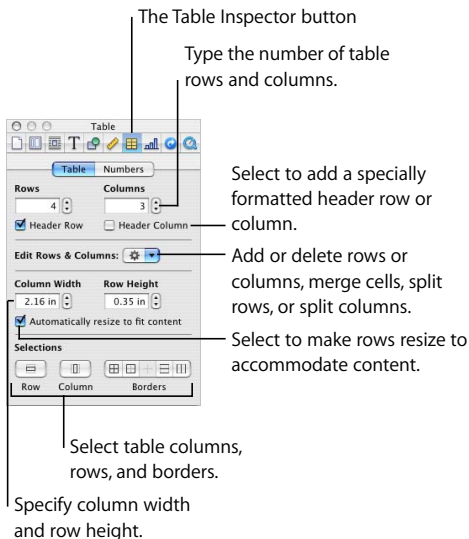 The Table Inspector button
Type the number of table
rows and columns.
Table
T
Table Numbers
Rows Columns
4 3
Header Row Header Column
Select to add a specially
formatted header row or
column.
Edit Rows & Columns:
Add or delete rows or
columns, merge cells, split
rows, or split columns.
Column Width Row Height
2.16 in 0.35 in
Automatically resize to fit content
Select to make rows resize to
accommodate content.
Selections
Row Column Borders
Select table columns,
rows, and borders.
Specify column width
and row height.